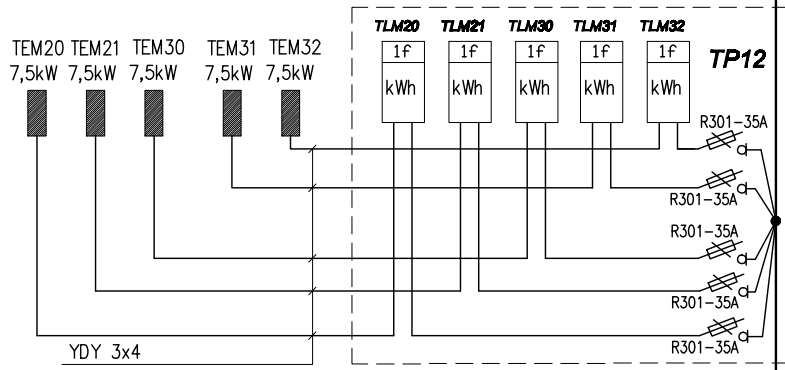 TLM20 TLM21 TLM30 TLM31 TLM32
TEM20 TEM21 TEM30 TEM31 TEM32
7,5kW 7,5kW 7,5kW 7,5kW 7,5kW
1f 1f 1f 1f 1f
TP12
kWh kWh kWh kWh kWh
R301-35A
R301-35A
R301-35A
R301-35A
R301-35A
YDY 3x4